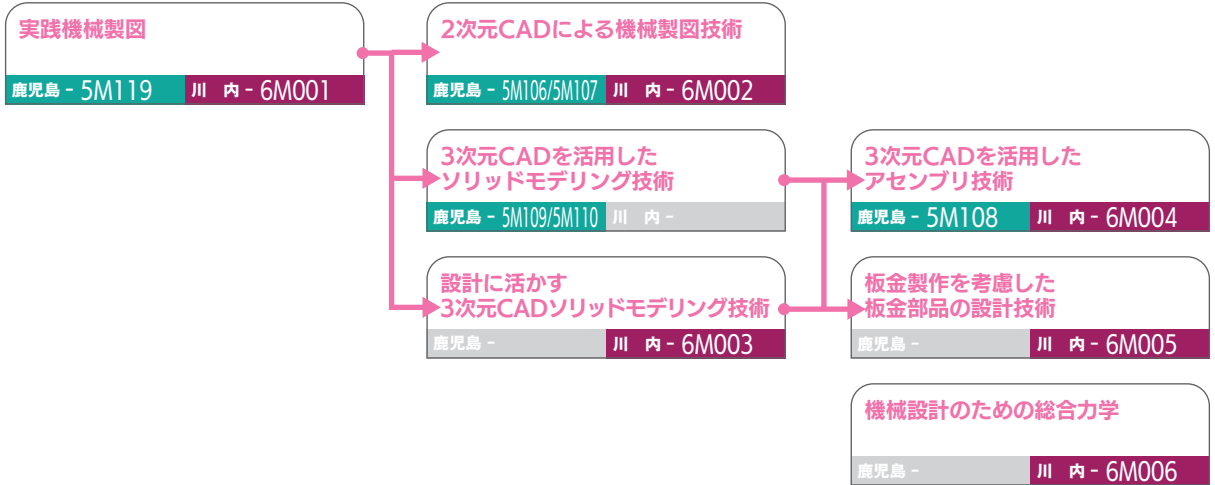 実践機械製図
鹿児島 - 5M119 川 内 - 6M001
2次元CADによる機械製図技術
鹿児島 - 5M106/5M107 川 内 - 6M002
3次元CADを活用した
ソリッドモデリング技術
鹿児島 - 5M109/5M110 川 内 -
3次元CADを活用した
アセンブリ技術
鹿児島 - 5M108 川 内 - 6M004
設計に活かす
3次元CADソリッドモデリング技術
鹿児島 - 川 内 - 6M003
板金製作を考慮した
板金部品の設計技術
鹿児島 - 川 内 - 6M005
機械設計のための総合力学
鹿児島 - 川 内 - 6M006